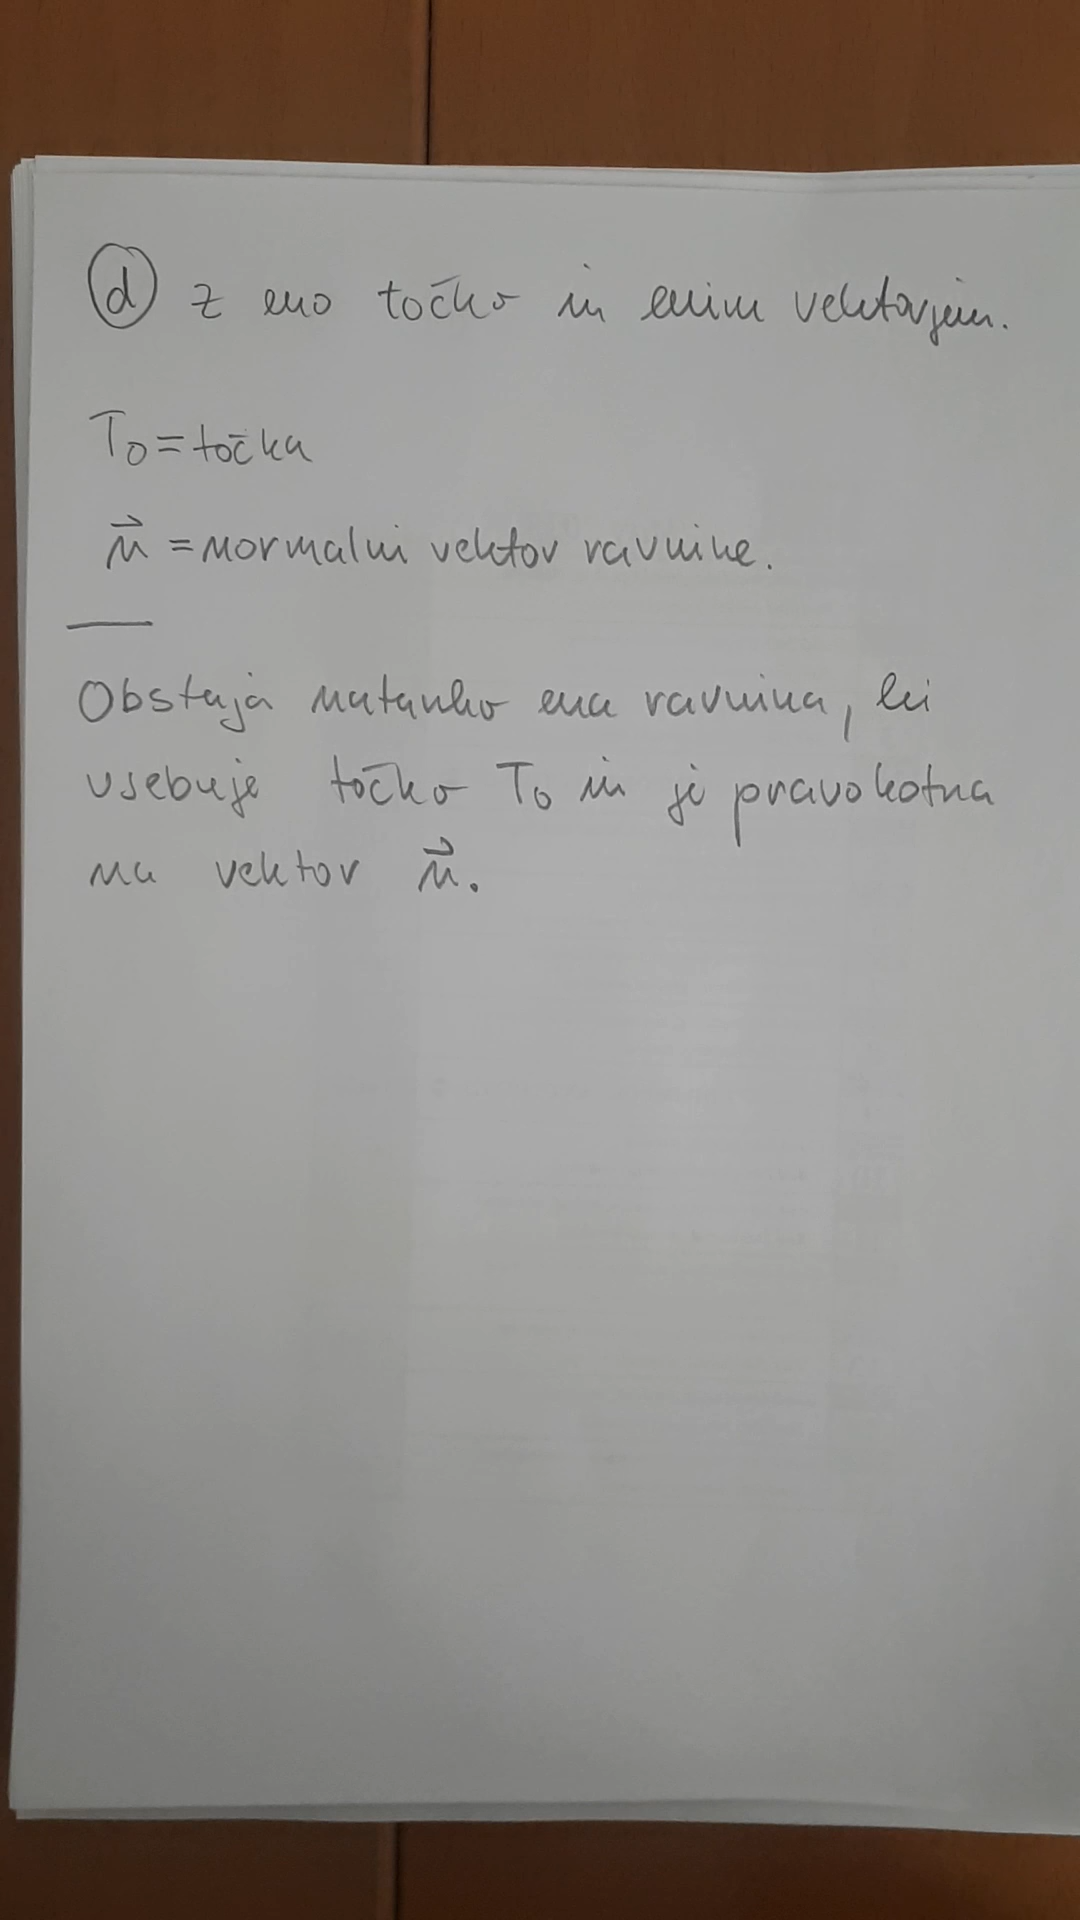 d z eno točko in enim vektorjem.
T₀ = točka
n⃗ = normalni vektor ravnine.
Obstaja natanko ena ravnina, ki
vsebuje točko T₀ in je pravokotna
na vektor n⃗.